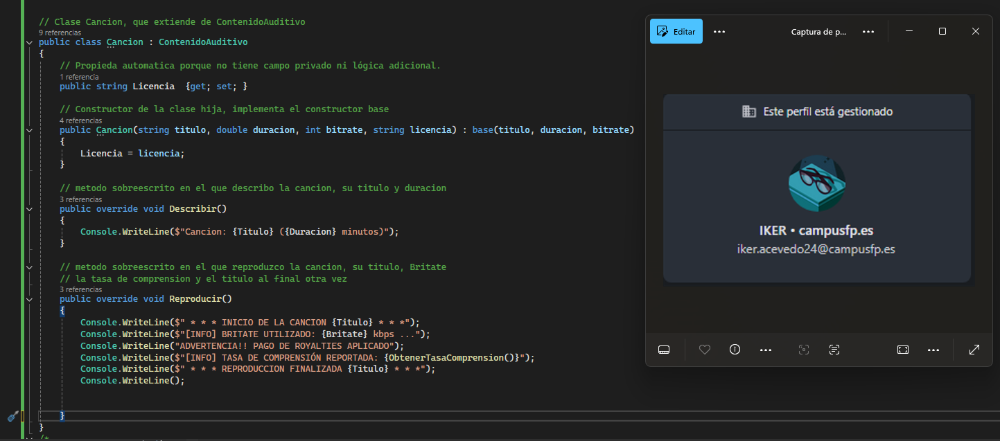 // Clase Cancion, que extiende de ContenidoAuditivo
9 referencias
public class Cancion : ContenidoAuditivo
{
// Propieda automatica porque no tiene campo privado ni lógica adicional.
1 referencia
public string Licencia  {get; set; }
// Constructor de la clase hija, implementa el constructor base
4 referencias
public Cancion(string titulo, double duracion, int bitrate, string licencia) : base(titulo, duracion, bitrate)
{
Licencia = licencia;
}
// metodo sobreescrito en el que describo la cancion, su titulo y duracion
3 referencias
public override void Describir()
{
Console.WriteLine($"Cancion: {Titulo} ({Duracion} minutos)");
}
// metodo sobreescrito en el que reproduzco la cancion, su titulo, Britate
// la tasa de comprension y el titulo al final otra vez
3 referencias
public override void Reproducir()
{
Console.WriteLine($" * * * INICIO DE LA CANCION {Titulo} * * *");
Console.WriteLine($"[INFO] BRITATE UTILIZADO: {Britate} kbps ...");
Console.WriteLine("ADVERTENCIA!! PAGO DE ROYALTIES APLICADO");
Console.WriteLine($"[INFO] TASA DE COMPRENSIÓN REPORTADA: {ObtenerTasaComprension()}");
Console.WriteLine($" * * * REPRODUCCION FINALIZADA {Titulo} * * *");
Console.WriteLine();
}
}
/*
Editar
Captura de p...
Este perfil está gestionado
IKER • campusfp.es
iker.acevedo24@campusfp.es